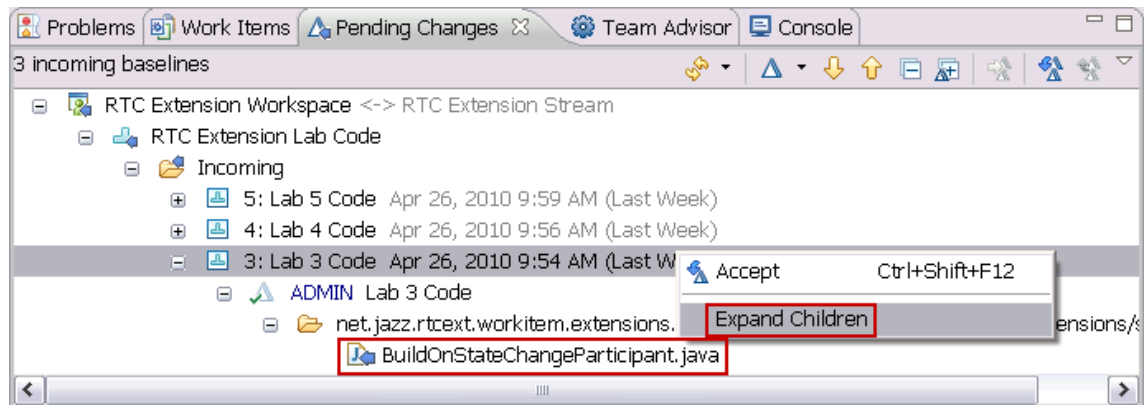 Problems Work Items Pending Changes Team Advisor Console
3 incoming baselines
RTC Extension Workspace <-> RTC Extension Stream
RTC Extension Lab Code
Incoming
5: Lab 5 Code Apr 26, 2010 9:59 AM (Last Week)
4: Lab 4 Code Apr 26, 2010 9:56 AM (Last Week)
3: Lab 3 Code Apr 26, 2010 9:54 AM (Last W
Accept Ctrl+Shift+F12
ADMIN Lab 3 Code
Expand Children
net.jazz.rtcext.workitem.extensions. ensions/s
BuildOnStateChangeParticipant.java